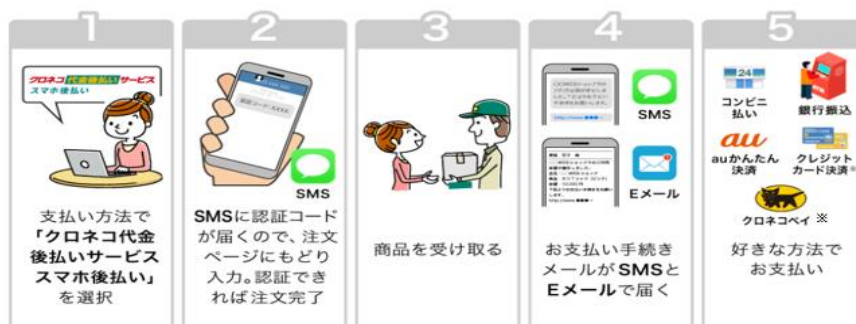 1
クロネコ代金後払いサービス
スマホ後払い
支払い方法で
「クロネコ代金
後払いサービス
スマホ後払い」
を選択
2
認証コード:XXXX
SMS
SMSに認証コード
が届くので、注文
ページにもどり
入力。認証でき
れば注文完了
3
商品を受け取る
4
SMS
Eメール
お支払い手続き
メールがSMSと
Eメールで届く
5
24
コンビニ
払い
銀行振込
au
auかんたん
決済
クレジット
カード決済※
クロネコペイ ※
好きな方法で
お支払い